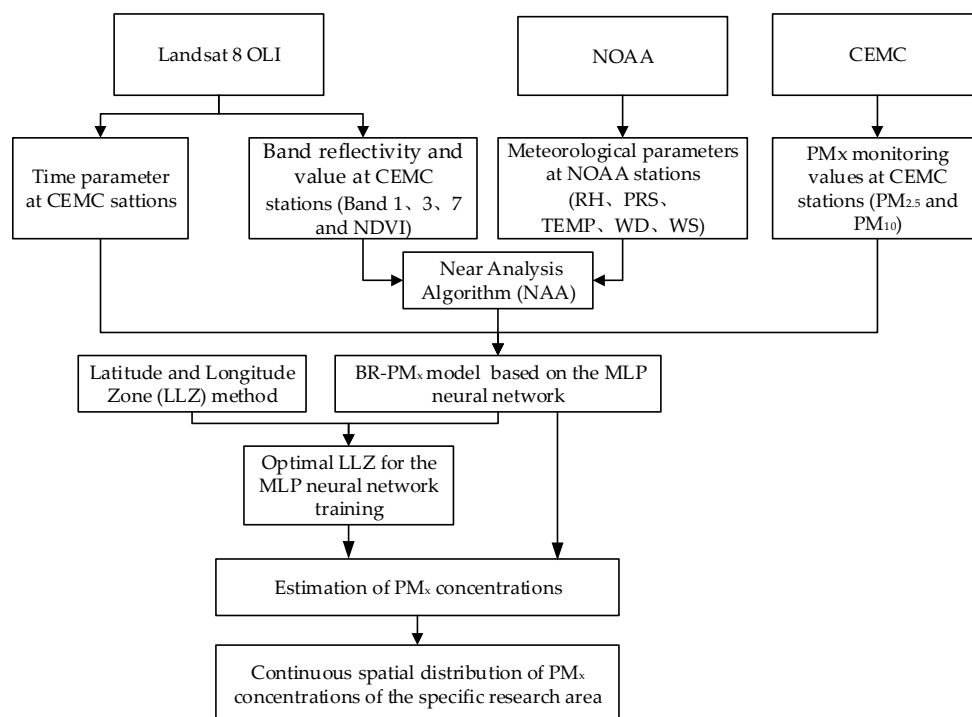 Landsat 8 OLI
NOAA
CEMC
Time parameter
at CEMC sattions
Band reflectivity and
value at CEMC
stations (Band 1、3、7
and NDVI)
Meteorological parameters
at NOAA stations
(RH、PRS、
TEMP、WD、WS)
PMx monitoring
values at CEMC
stations (PM2.5 and
PM10)
Near Analysis
Algorithm (NAA)
Latitude and Longitude
Zone (LLZ) method
BR-PMx model based on the MLP
neural network
Optimal LLZ for the
MLP neural network
training
Estimation of PMx concentrations
Continuous spatial distribution of PMx
concentrations of the specific research area